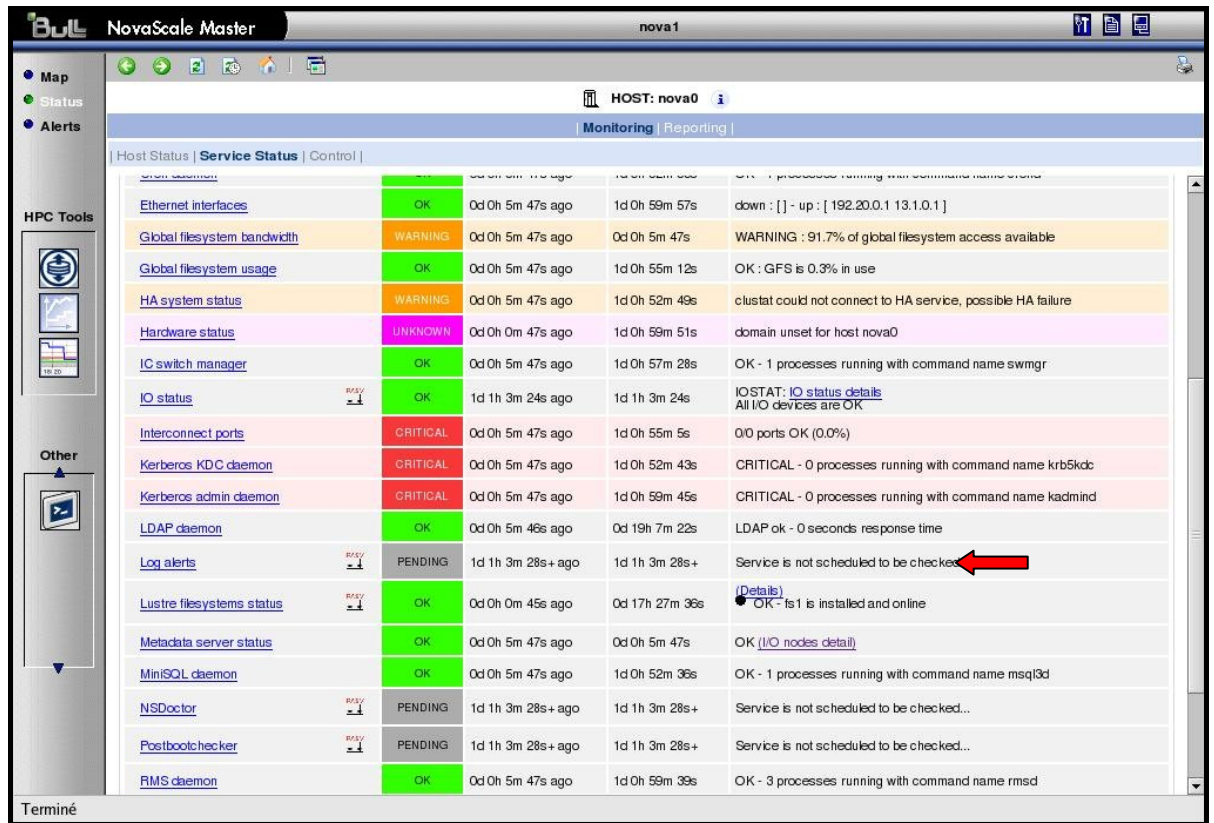 Bull NovaScale Master nova1
Map
Status
Alerts
HOST: nova0 i
| Monitoring | Reporting |
| Host Status | Service Status | Control |
Cron daemon
Ethernet interfaces OK 0d 0h 5m 47s ago 1d 0h 59m 57s down : [ ] - up : [ 192.20.0.1 13.1.0.1 ]
Global filesystem bandwidth WARNING 0d 0h 5m 47s ago 0d 0h 5m 47s WARNING : 91.7% of global filesystem access available
Global filesystem usage OK 0d 0h 5m 47s ago 1d 0h 55m 12s OK : GFS is 0.3% in use
HA system status WARNING 0d 0h 5m 47s ago 1d 0h 52m 49s clustat could not connect to HA service, possible HA failure
Hardware status UNKNOWN 0d 0h 0m 47s ago 1d 0h 59m 51s domain unset for host nova0
IC switch manager OK 0d 0h 5m 47s ago 1d 0h 57m 28s OK - 1 processes running with command name swmgr
IO status PASV OK 1d 1h 3m 24s ago 1d 1h 3m 24s IOSTAT: IO status details
All I/O devices are OK
Interconnect ports CRITICAL 0d 0h 5m 47s ago 1d 0h 55m 5s 0/0 ports OK (0.0%)
Kerberos KDC daemon CRITICAL 0d 0h 5m 47s ago 1d 0h 52m 43s CRITICAL - 0 processes running with command name krb5kdc
Kerberos admin daemon CRITICAL 0d 0h 5m 47s ago 1d 0h 59m 45s CRITICAL - 0 processes running with command name kadmind
LDAP daemon OK 0d 0h 5m 46s ago 0d 19h 7m 22s LDAP ok - 0 seconds response time
Log alerts PASV PENDING 1d 1h 3m 28s+ ago 1d 1h 3m 28s+ Service is not scheduled to be checked
Lustre filesystems status PASV OK 0d 0h 0m 45s ago 0d 17h 27m 36s (Details)
OK - fs1 is installed and online
Metadata server status OK 0d 0h 5m 47s ago 0d 0h 5m 47s OK (I/O nodes detail)
MiniSQL daemon OK 0d 0h 5m 47s ago 1d 0h 52m 36s OK - 1 processes running with command name msql3d
NSDoctor PASV PENDING 1d 1h 3m 28s+ ago 1d 1h 3m 28s+ Service is not scheduled to be checked...
Postbootchecker PASV PENDING 1d 1h 3m 28s+ ago 1d 1h 3m 28s+ Service is not scheduled to be checked...
RMS daemon OK 0d 0h 5m 47s ago 1d 0h 59m 39s OK - 3 processes running with command name rmsd
HPC Tools
Other
Terminé